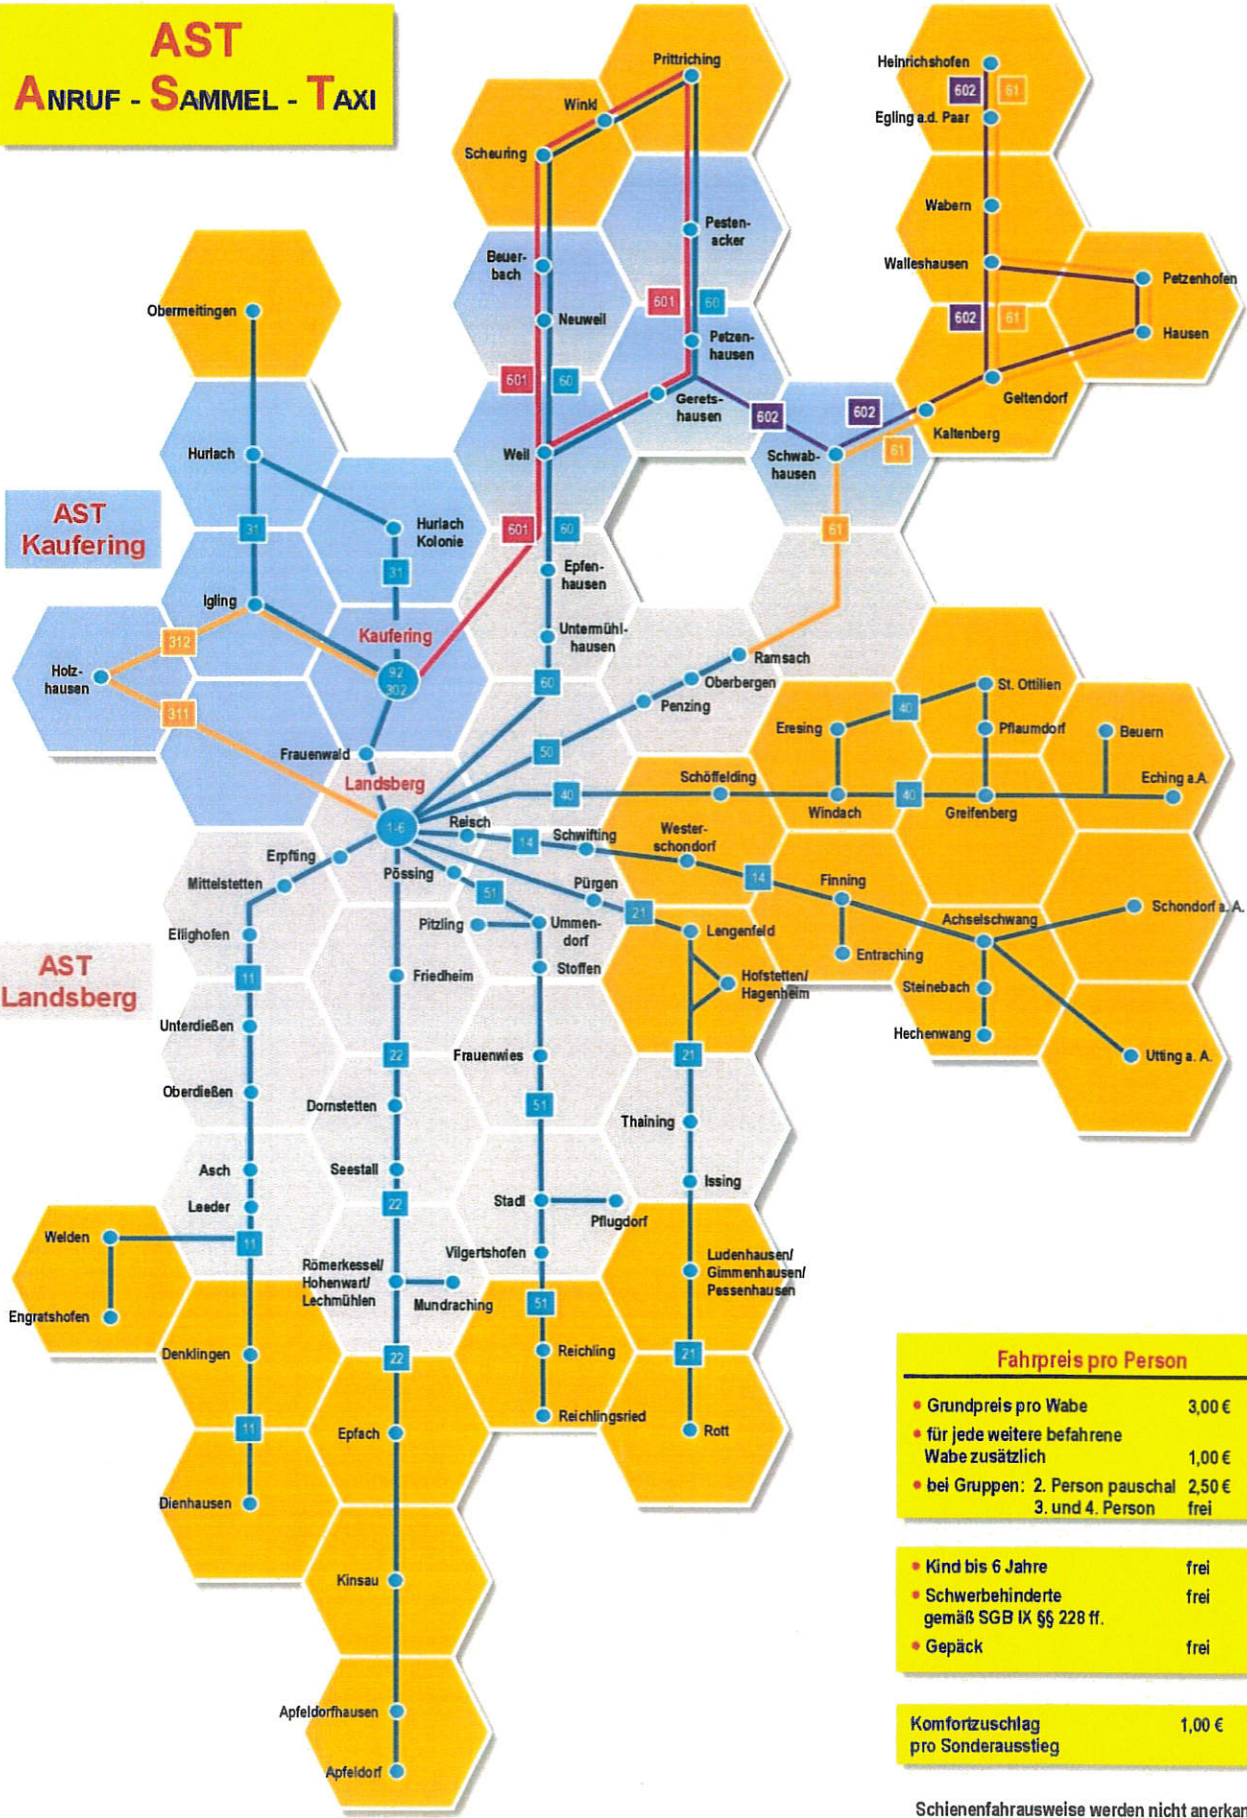 AST
ANRUF - SAMMEL - TAXI
Prittriching
Winkl
Scheuring
Heinrichshofen
602
61
Egling a.d. Paar
Wabern
Walleshausen
Petzenhofen
Hausen
602
61
Geltendorf
Kaltenberg
Pesten-
acker
Beuer-
bach
Neuweil
601
60
Petzen-
hausen
601
60
Gerets-
hausen
602
602
61
Schwab-
hausen
Weil
Obermeitingen
Hurlach
Hurlach
Kolonie
31
31
AST
Kaufering
601
60
61
Epfen-
hausen
Igling
Untermühl-
hausen
Kaufering
92
302
312
Holz-
hausen
311
60
Ramsach
Oberbergen
Penzing
St. Ottilien
40
Eresing
Pflaumdorf
Beuern
50
Frauenwald
Landsberg
1-6
Schöffelding
Eching a.A.
40
40
Windach
Greifenberg
Reisch
14
Schwifting
Wester-
schondorf
14
Finning
Erpfting
Mittelstetten
Pössing
51
Pürgen
21
Achselschwang
Schondorf a. A.
Ellighofen
Pitzling
Ummen-
dorf
Lengenfeld
Entraching
AST
Landsberg
11
Friedheim
Stoffen
Hofstetten/
Hagenheim
Steinebach
Hechenwang
Utting a. A.
Unterdießen
22
Frauenwies
21
Oberdießen
Dornstetten
51
Thaining
Asch
Seestall
Issing
Leeder
22
Stadl
Pflugdorf
Welden
11
Vilgertshofen
Ludenhausen/
Gimmenhausen/
Pessenhausen
Römerkessel/
Hohenwart/
Lechmühlen
Mundraching
Engratshofen
51
Denklingen
22
Reichling
21
11
Epfach
Reichlingsried
Rott
Dienhausen
Kinsau
Apfeldorfhausen
Apfeldorf
Fahrpreis pro Person
• Grundpreis pro Wabe 3,00 €
• für jede weitere befahrene
Wabe zusätzlich 1,00 €
• bei Gruppen: 2. Person pauschal 2,50 €
3. und 4. Person frei
• Kind bis 6 Jahre frei
• Schwerbehinderte frei
gemäß SGB IX §§ 228 ff.
• Gepäck frei
Komfortzuschlag 1,00 €
pro Sonderausstieg
Schienenfahrausweise werden nicht anerkan